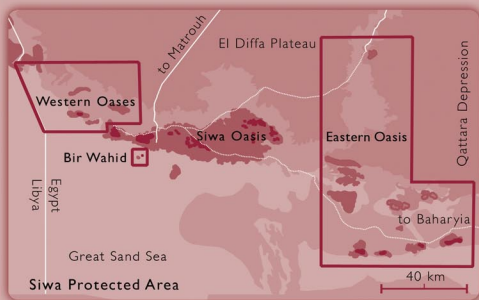 El Diffa Plateau
to Matrouh
Qattara Depression
Western Oases
Siwa Oasis
Eastern Oasis
Bir Wahid
Egypt
Libya
to Baharyia
Great Sand Sea
Siwa Protected Area
40 km